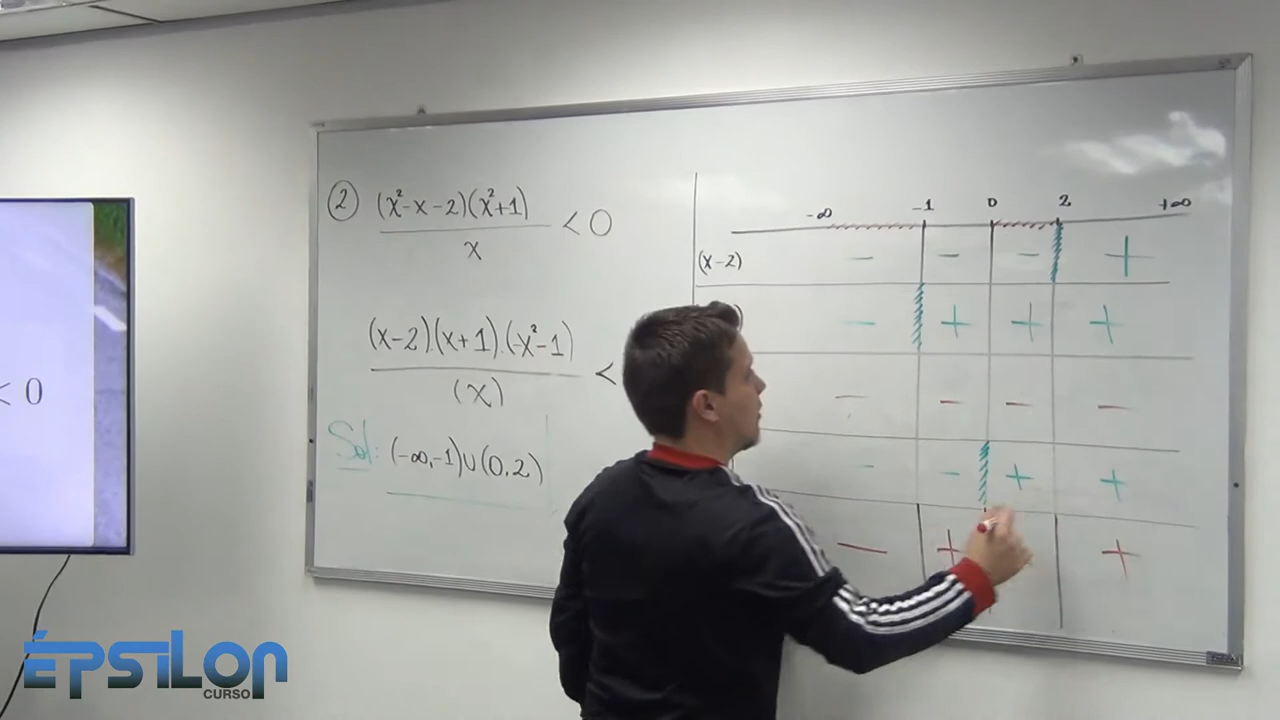 ② (x²-x-2)(x²+1)
x
< 0
(x-2).(x+1).(-x²-1)
(x)
<
Sol: (-∞,-1)∪(0,2)
-∞ -1 0 2 +∞
(x-2) - - - +
- + + +
- - - -
- - + +
- + +
< 0
ÉPSILON
CURSO